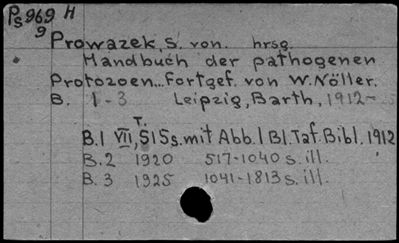 Ps 969 H
9
Prowazek, S. von. hrsg.
Handbuch der pathogenen
Protozoen... Fortgef. von W. Nöller.
B. 1-3 Leipzig, Barth, 1912-
T.
B.1 VII, 515 s. mit Abb. 1 Bl. Taf. Bibl. 1912
B.2 1920 517-1040 s. ill.
B.3 1925 1041-1813 s. ill.